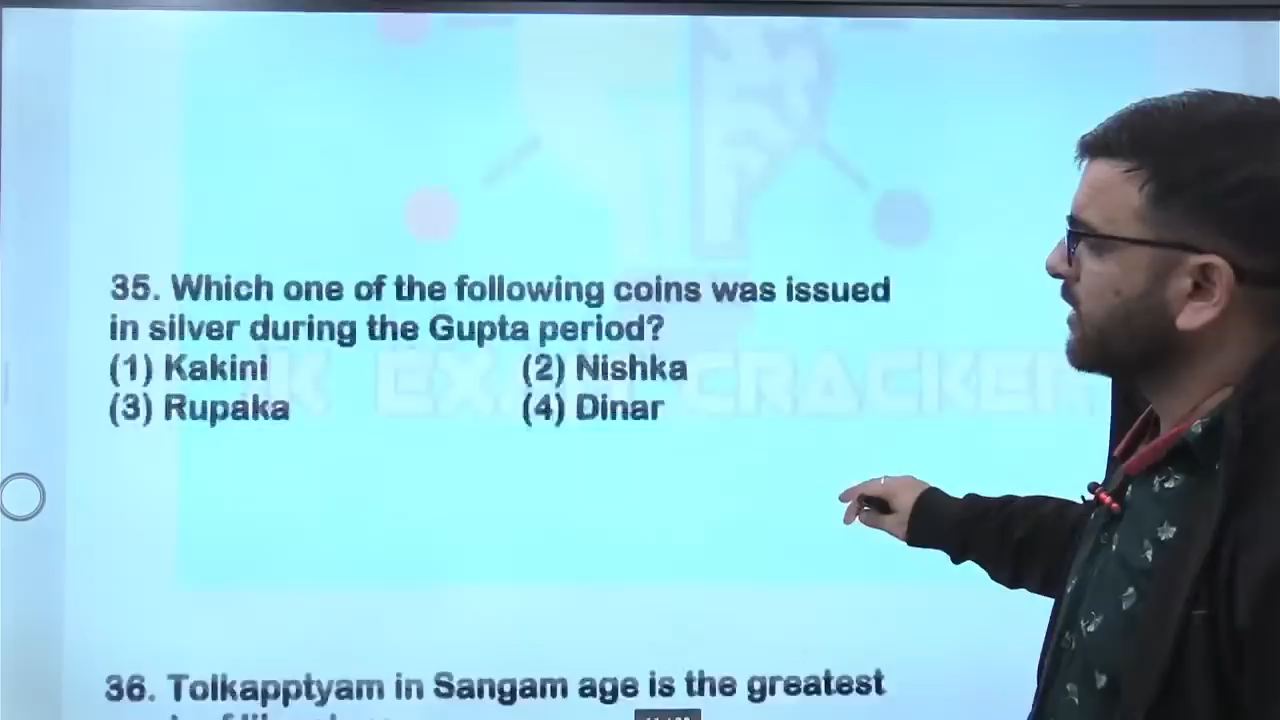 35. Which one of the following coins was issued
in silver during the Gupta period?
(1) Kakini (2) Nishka
(3) Rupaka (4) Dinar
36. Tolkapptyam in Sangam age is the greatest